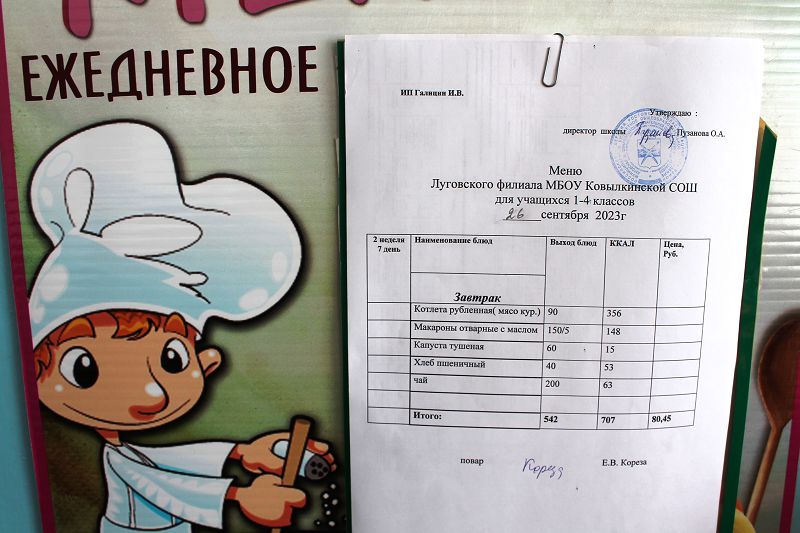 ЕЖЕДНЕВНОЕ
ИП Галицин И.В.
Утверждаю :
директор школы Пузанова О.А.
Меню
Луговского филиала МБОУ Ковылкинской СОШ
для учащихся 1-4 классов
26 сентября 2023г
2 неделя 7 день Наименование блюд Выход блюд ККАЛ Цена, Руб.
Завтрак
Котлета рубленная( мясо кур.) 90 356
Макароны отварные с маслом 150/5 148
Капуста тушеная 60 15
Хлеб пшеничный 40 53
чай 200 63
Итого: 542 707 80,45
повар Кореза Е.В. Кореза